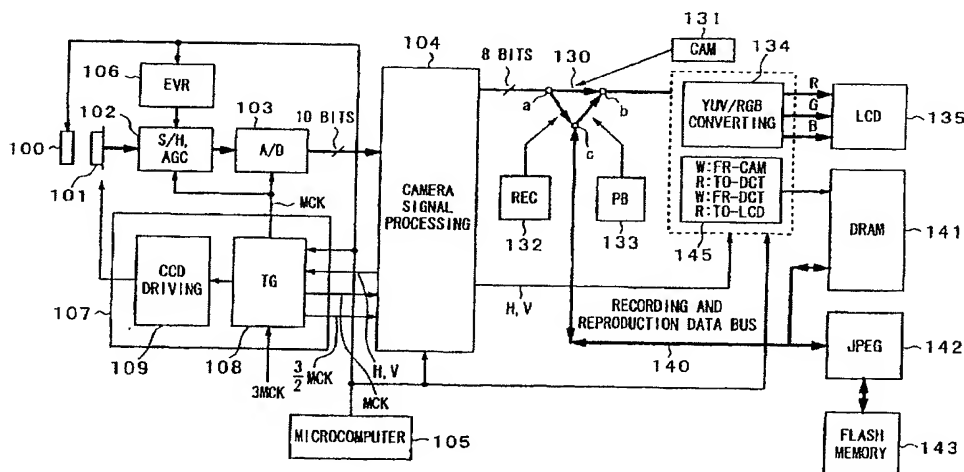 131
CAM
104
8 BITS
130
134
106
EVR
102
103
10 BITS
a
b
c
YUV/RGB CONVERTING
R
G
B
LCD
135
100
101
S/H, AGC
A/D
MCK
CAMERA SIGNAL PROCESSING
REC
132
PB
133
W:FR-CAM
R:TO-DCT
W:FR-DCT
R:TO-LCD
145
DRAM
141
107
CCD DRIVING
TG
109
108
3MCK
3/2 MCK
H, V
MCK
H, V
RECORDING AND REPRODUCTION DATA BUS
140
JPEG
142
MICROCOMPUTER
105
FLASH MEMORY
143